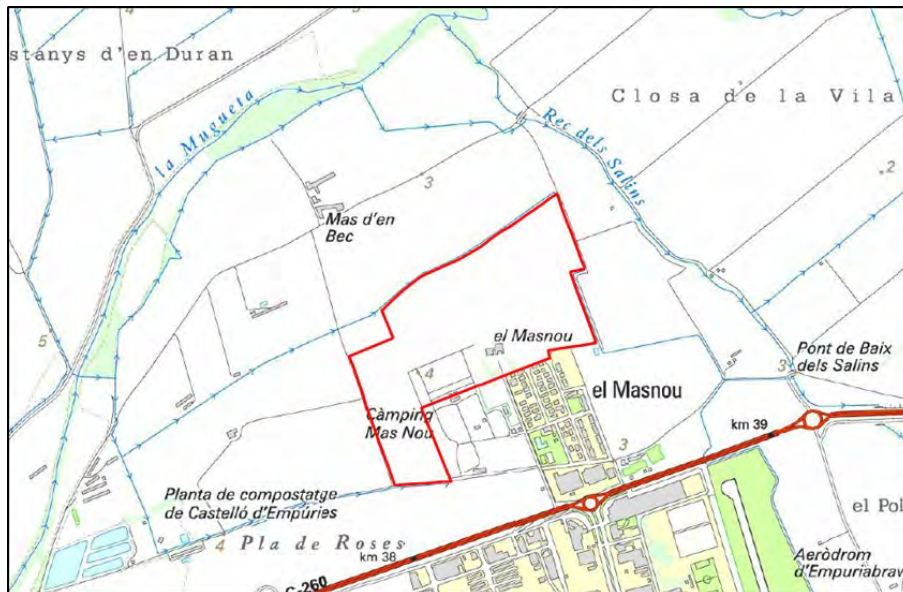 stanys d'en Duran
Closa de la Vila
la Mugueta
Rec dels Salins
3
2
Mas d'en
Bec
5
el Masnou
4
Pont de Baix
3 dels Salins
el Masnou
Càmping
Mas Nou
km 39
3
Planta de compostatge
de Castelló d'Empúries
el Pol
4 Pla de Roses
km 38
Aeròdrom
d'Empuriabrav
C-260